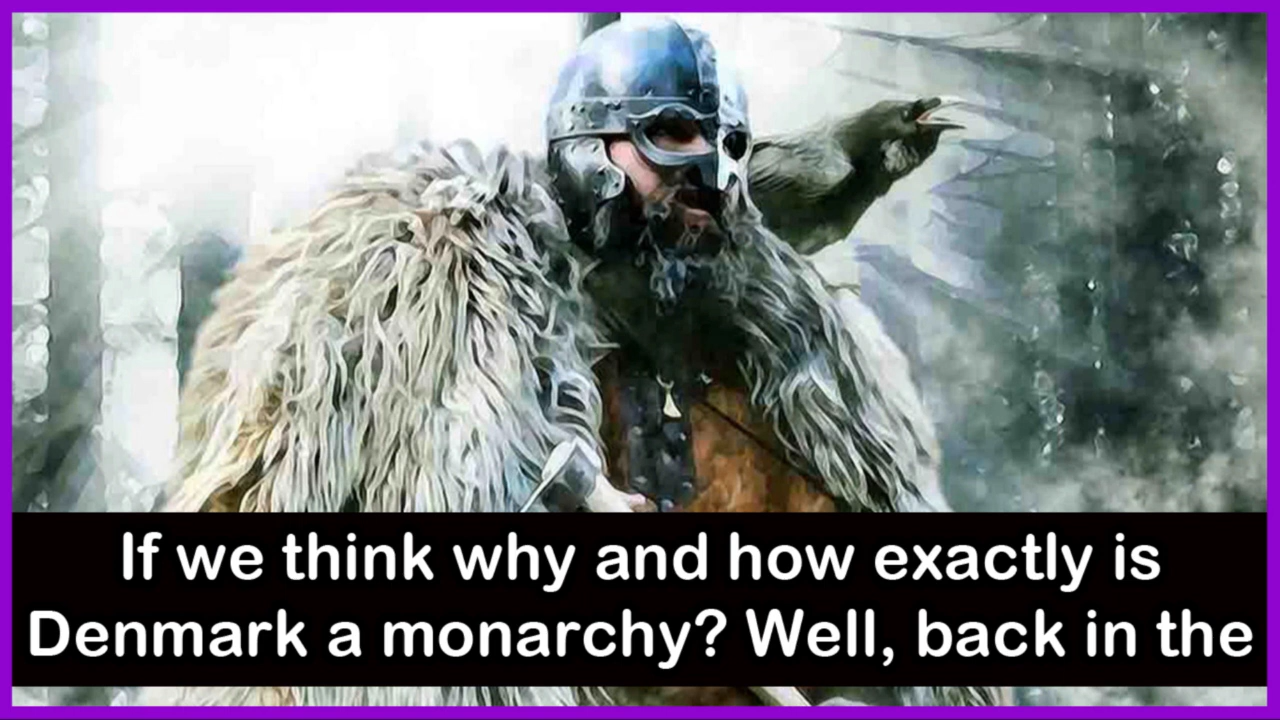 If we think why and how exactly is
Denmark a monarchy? Well, back in the